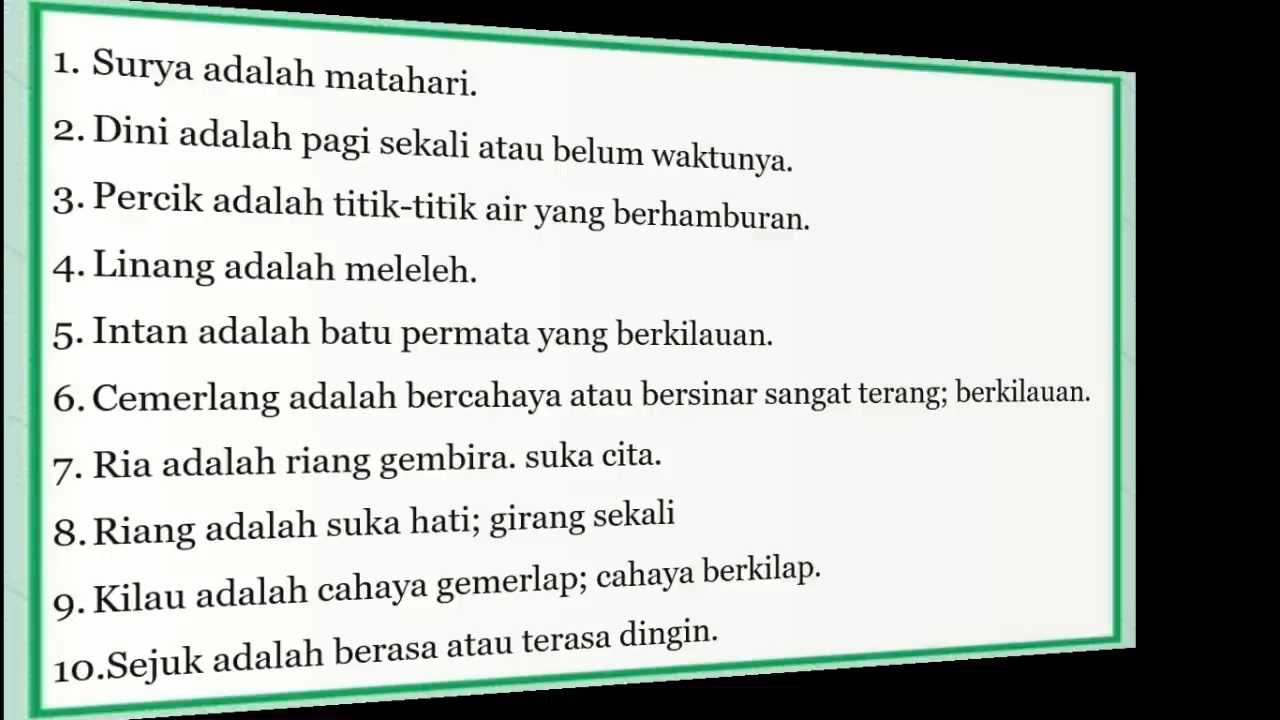 1. Surya adalah matahari.
2. Dini adalah pagi sekali atau belum waktunya.
3. Percik adalah titik-titik air yang berhamburan.
4. Linang adalah meleleh.
5. Intan adalah batu permata yang berkilauan.
6. Cemerlang adalah bercahaya atau bersinar sangat terang; berkilauan.
7. Ria adalah riang gembira. suka cita.
8. Riang adalah suka hati; girang sekali
9. Kilau adalah cahaya gemerlap; cahaya berkilap.
10.Sejuk adalah berasa atau terasa dingin.